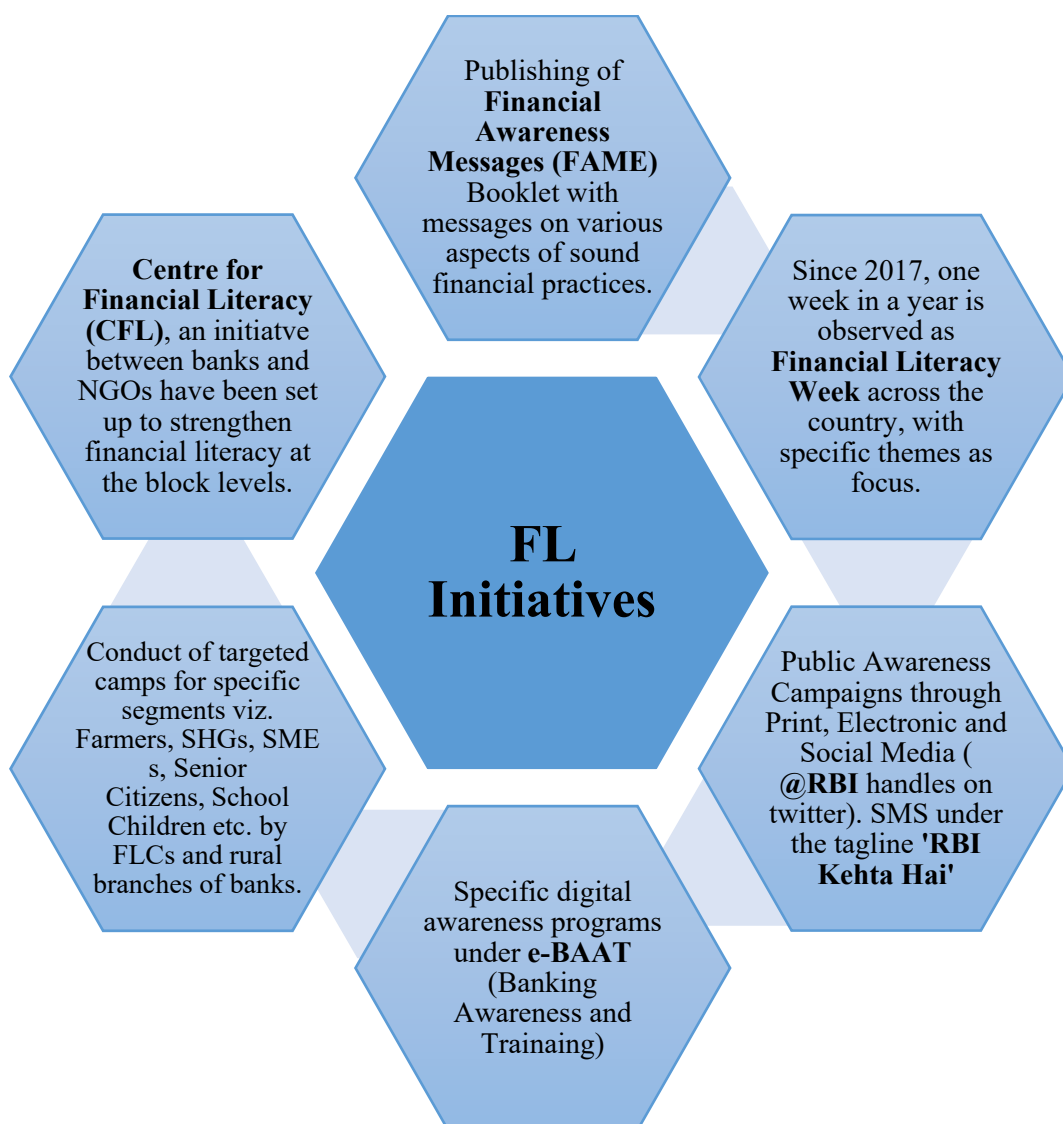 Publishing of
Financial
Awareness
Messages (FAME)
Booklet with
messages on various
aspects of sound
financial practices.
Since 2017, one
week in a year is
observed as
Financial Literacy
Week across the
country, with
specific themes as
focus.
Public Awareness
Campaigns through
Print, Electronic and
Social Media (
@RBI handles on
twitter). SMS under
the tagline 'RBI
Kehta Hai'
Specific digital
awareness programs
under e-BAAT
(Banking
Awareness and
Trainaing)
Conduct of targeted
camps for specific
segments viz.
Farmers, SHGs, SME
s, Senior
Citizens, School
Children etc. by
FLCs and rural
branches of banks.
Centre for
Financial Literacy
(CFL), an initiatve
between banks and
NGOs have been set
up to strengthen
financial literacy at
the block levels.
FL
Initiatives